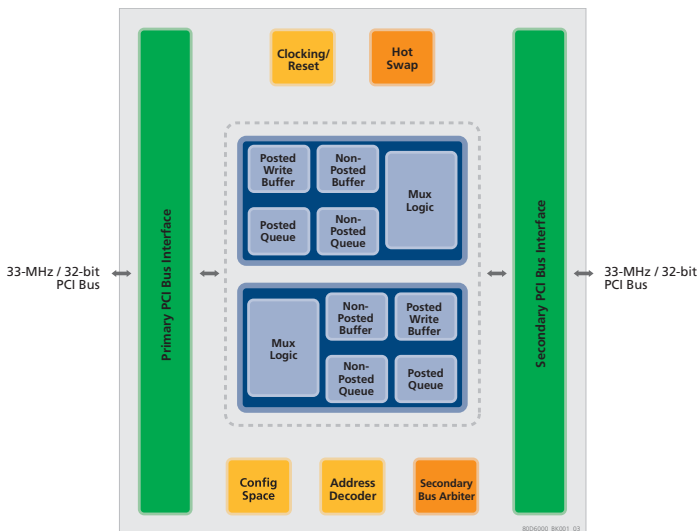 Clocking/
Reset
Hot
Swap
Primary PCI Bus Interface
Secondary PCI Bus Interface
Posted
Write
Buffer
Non-
Posted
Buffer
Mux
Logic
Posted
Queue
Non-
Posted
Queue
33-MHz / 32-bit
PCI Bus
33-MHz / 32-bit
PCI Bus
Mux
Logic
Non-
Posted
Buffer
Posted
Write
Buffer
Non-
Posted
Queue
Posted
Queue
Config
Space
Address
Decoder
Secondary
Bus Arbiter
80D6000_BK001_03